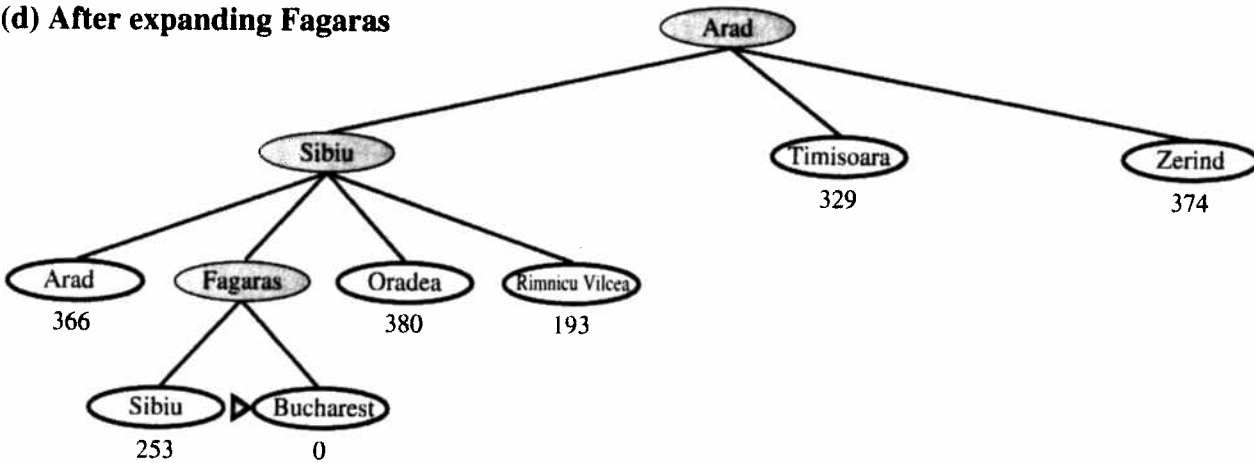 (d) After expanding Fagaras
Arad
Sibiu
Timisoara
Zerind
329
374
Arad
Fagaras
Oradea
Rimnicu Vilcea
366
380
193
Sibiu
Bucharest
253
0